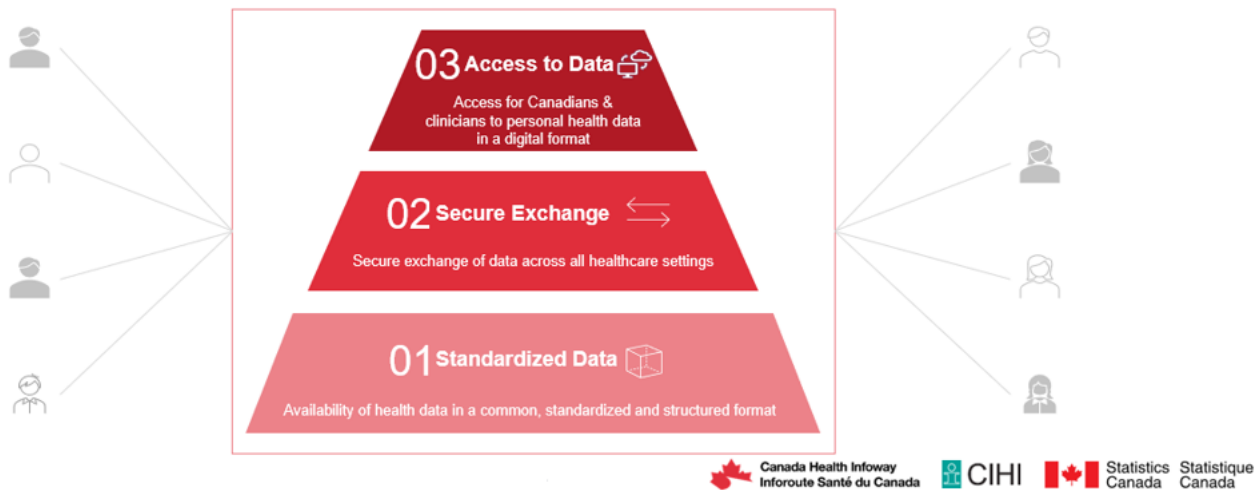 03 Access to Data
Access for Canadians &
clinicians to personal health data
in a digital format
02 Secure Exchange
Secure exchange of data across all healthcare settings
01 Standardized Data
Availability of health data in a common, standardized and structured format
Canada Health Infoway
Inforoute Santé du Canada
CIHI
Statistics Statistique
Canada Canada